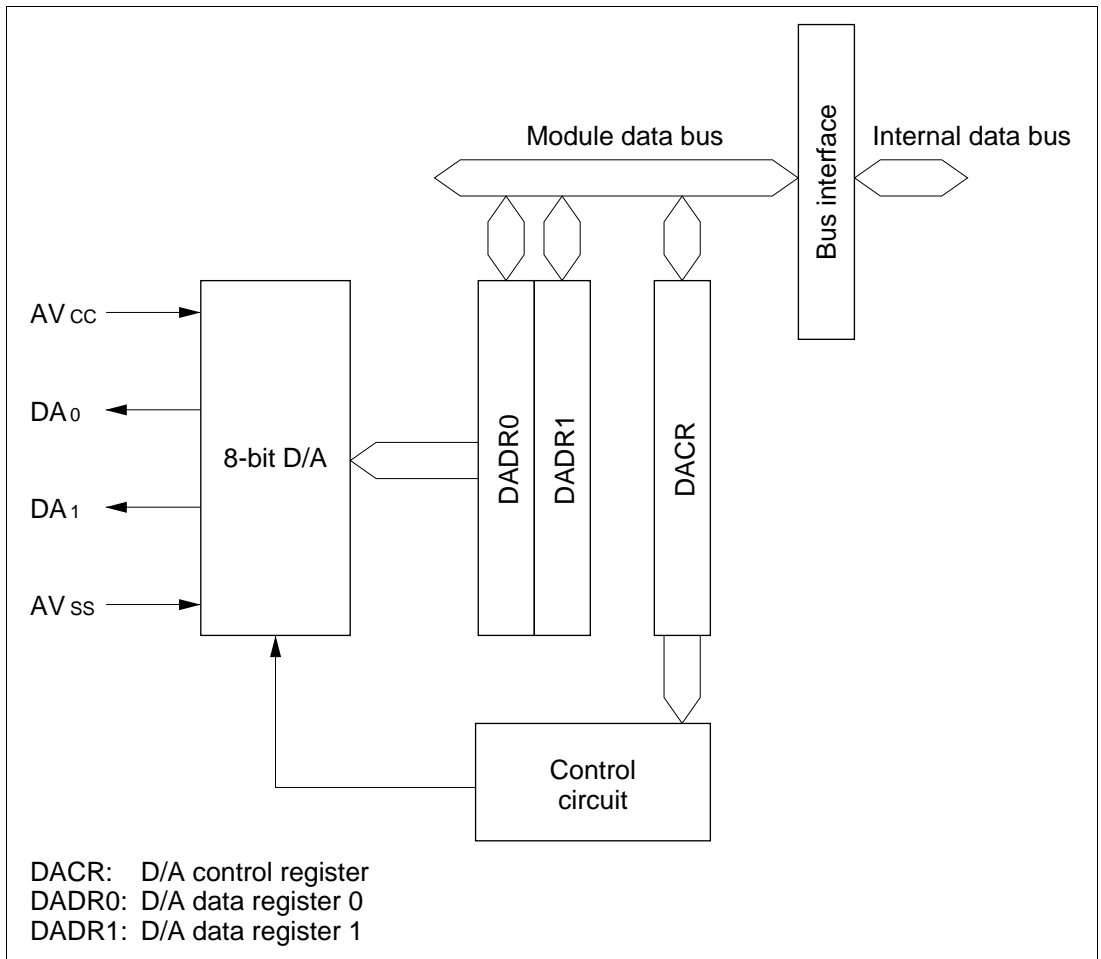 Module data bus
Internal data bus
Bus interface
AVCC
DA0
DA1
AVSS
8-bit D/A
DADR0
DADR1
DACR
Control
circuit
DACR: D/A control register
DADR0: D/A data register 0
DADR1: D/A data register 1